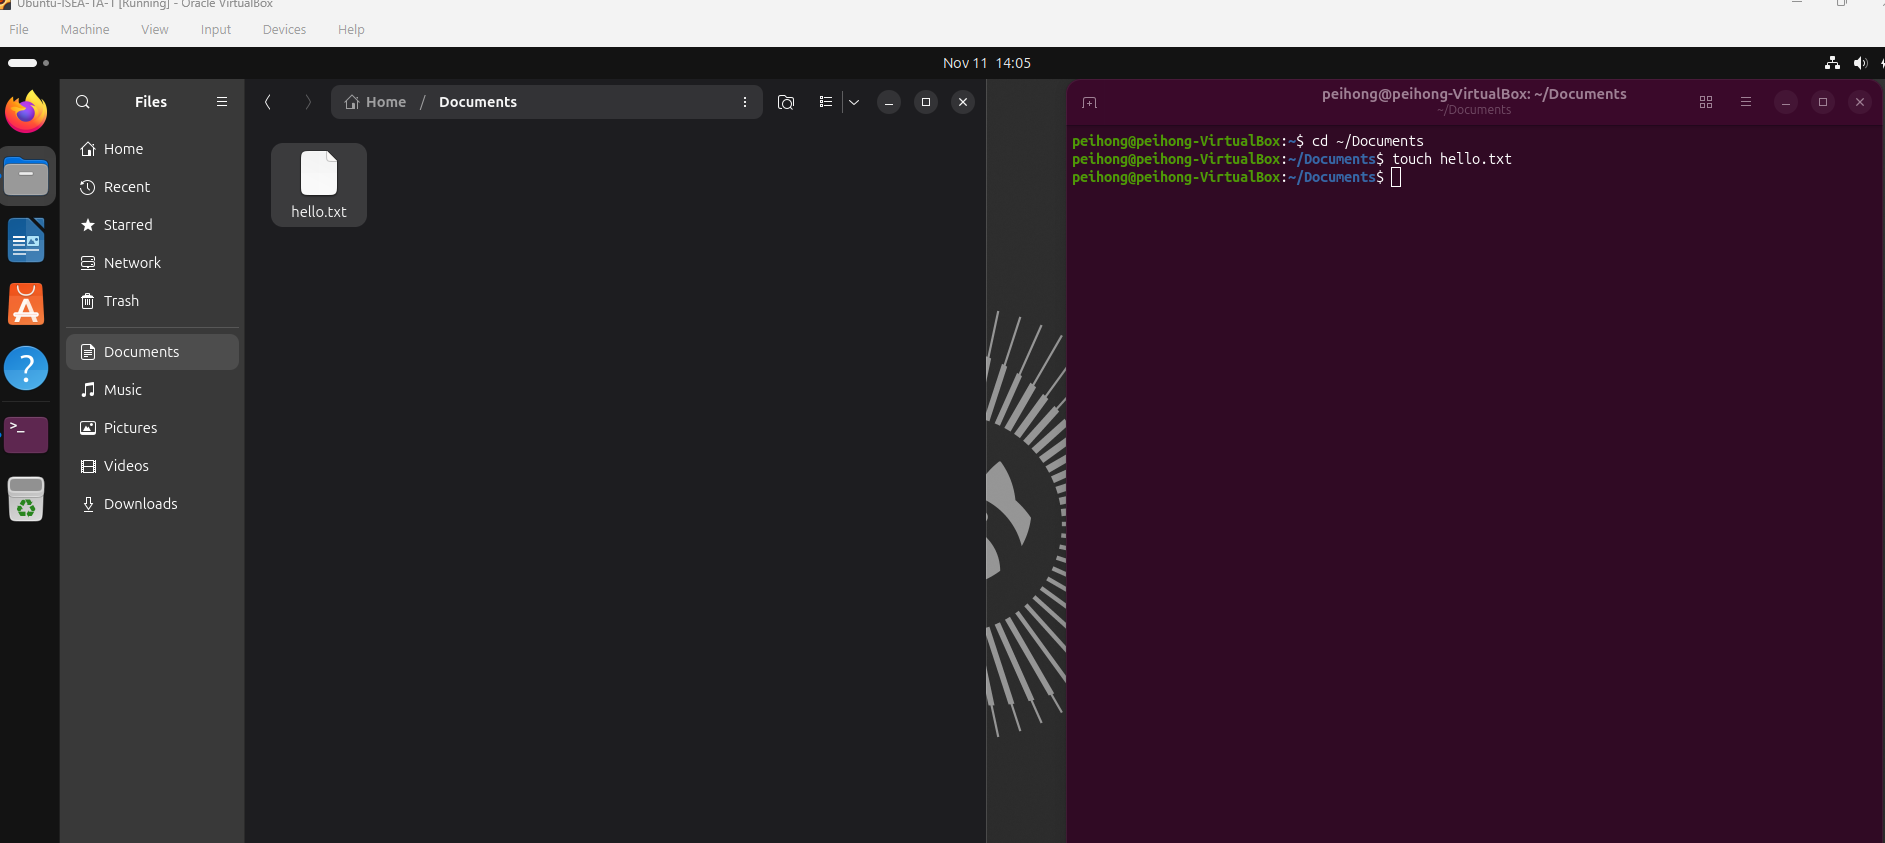 Ubuntu-ISEA-TA-1 [Running] - Oracle VirtualBox
File Machine View Input Devices Help
Nov 11 14:05
Files
Home
Recent
Starred
Network
Trash
Documents
Music
Pictures
Videos
Downloads
Home / Documents
hello.txt
peihong@peihong-VirtualBox: ~/Documents
~/Documents
peihong@peihong-VirtualBox:~$ cd ~/Documents
peihong@peihong-VirtualBox:~/Documents$ touch hello.txt
peihong@peihong-VirtualBox:~/Documents$